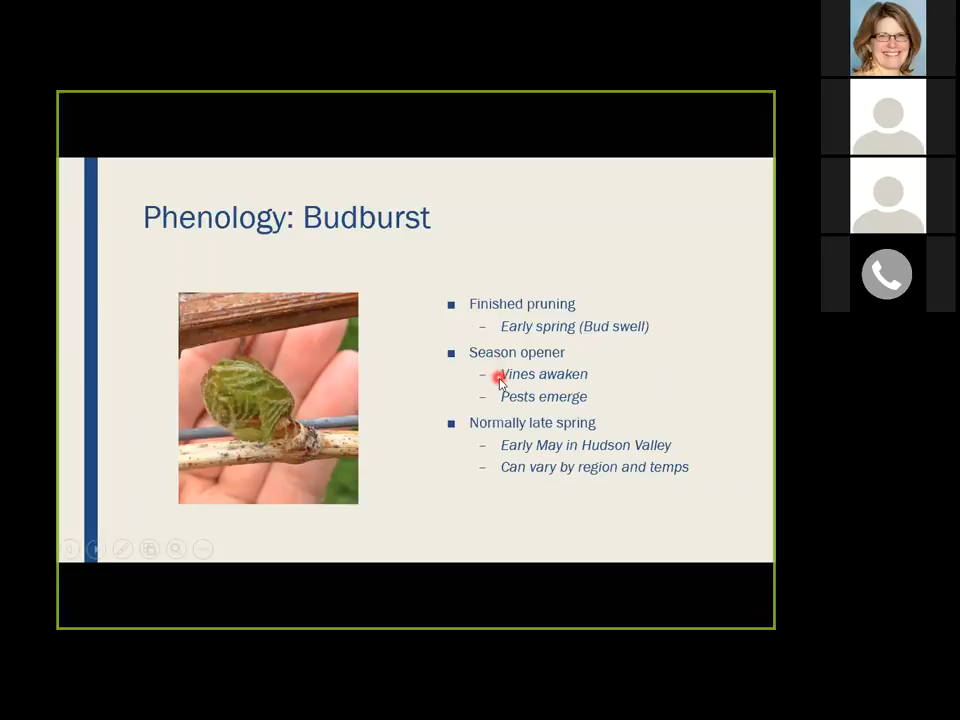 Phenology: Budburst
Finished pruning
– Early spring (Bud swell)
Season opener
– Vines awaken
– Pests emerge
Normally late spring
– Early May in Hudson Valley
– Can vary by region and temps